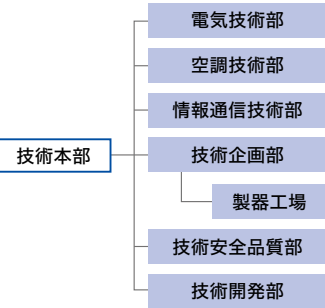 電気技術部
空調技術部
情報通信技術部
技術本部
技術企画部
製器工場
技術安全品質部
技術開発部